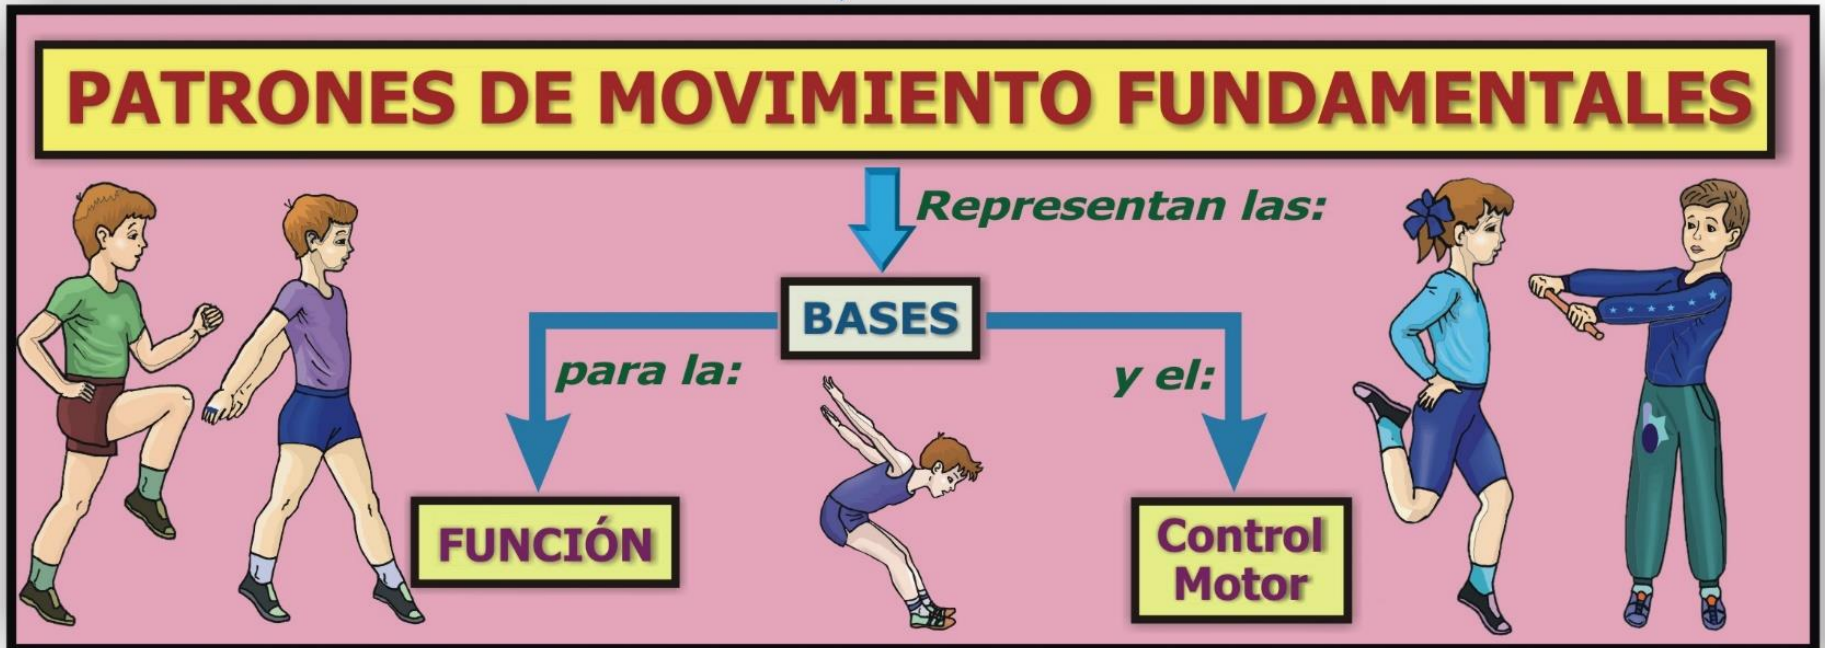 PATRONES DE MOVIMIENTO FUNDAMENTALES
Representan las:
BASES
para la:
y el:
FUNCIÓN
Control
Motor